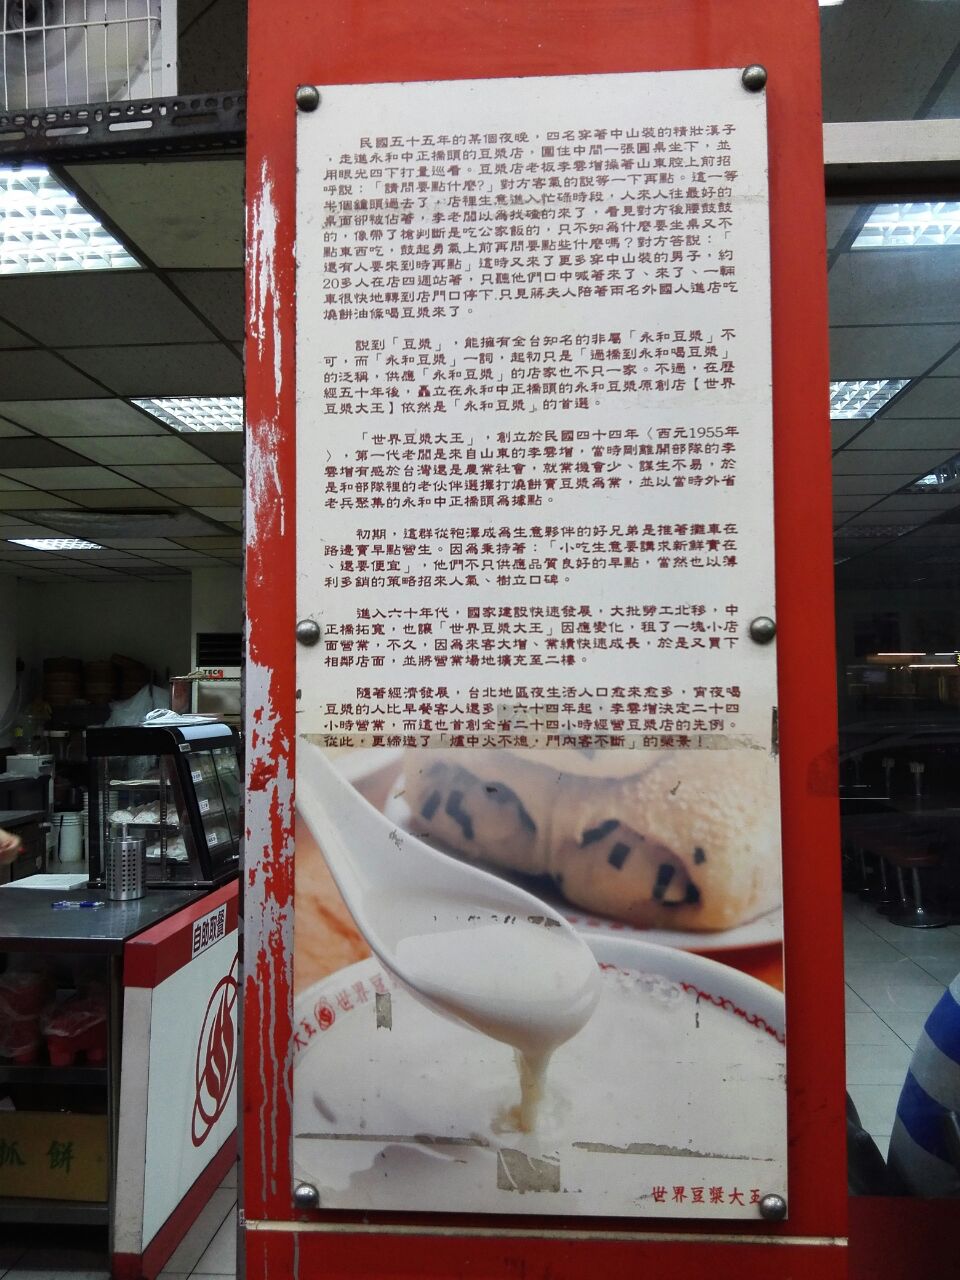 民國五十五年的某個夜晚，四名穿著中山裝的精壯漢子
，走進永和中正橋頭的豆漿店，圍住中間一張圓桌坐下，並
用眼光四下打量巡看。豆漿店老板李雲增操著山東腔上前招
呼說：「請問要點什麼?」對方客氣的說等一下再點。這一等
半個鐘頭過去了，店裡生意進入忙碌時段，人來人往最好的
桌面卻被佔著，李老闆以為找碴的來了，看見對方後腰鼓鼓
的，像帶了槍判斷是吃公家飯的，只不知為什麼要坐桌又不
點東西吃，鼓起勇氣上前再問要點些什麼嗎？對方答說：「
還有人要來到時再點」這時又來了更多穿中山裝的男子，約
20多人在店四週站著，只聽他們口中喊著來了、來了、一輛
車很快地轉到店門口停下,只見蔣夫人陪著兩名外國人進店吃
燒餅油條喝豆漿來了。
說到「豆漿」，能擁有全台知名的非屬「永和豆漿」不
可，而「永和豆漿」一詞，起初只是「過橋到永和喝豆漿」
的泛稱，供應「永和豆漿」的店家也不只一家。不過，在歷
經五十年後，矗立在永和中正橋頭的永和豆漿原創店【世界
豆漿大王】依然是「永和豆漿」的首選。
「世界豆漿大王」，創立於民國四十四年〈西元1955年
〉，第一代老闆是來自山東的李雲增，當時剛離開部隊的李
雲增有感於台灣還是農業社會，就業機會少、謀生不易，於
是和部隊裡的老伙伴選擇打燒餅賣豆漿為業，並以當時外省
老兵聚集的永和中正橋頭為據點。
初期，這群從袍澤成為生意夥伴的好兄弟是推著攤車在
路邊賣早點營生。因為秉持著：「小吃生意要講求新鮮實在
、還要便宜」，他們不只供應品質良好的早點，當然也以薄
利多銷的策略招來人氣、樹立口碑。
進入六十年代，國家建設快速發展，大批勞工北移，中
正橋拓寬，也讓「世界豆漿大王」因應變化，租了一塊小店
面營業，不久，因為來客大增、業績快速成長，於是又買下
相鄰店面，並將營業場地擴充至二樓。
隨著經濟發展，台北地區夜生活人口愈來愈多，宵夜喝
豆漿的人比早餐客人還多。六十四年起，李雲增決定二十四
小時營業，而這也首創全省二十四小時經營豆漿店的先例。
從此，更締造了「爐中火不熄，門內客不斷」的榮景！
大王 世界豆漿
世界豆漿大王
TECO
自助取餐
抓餅